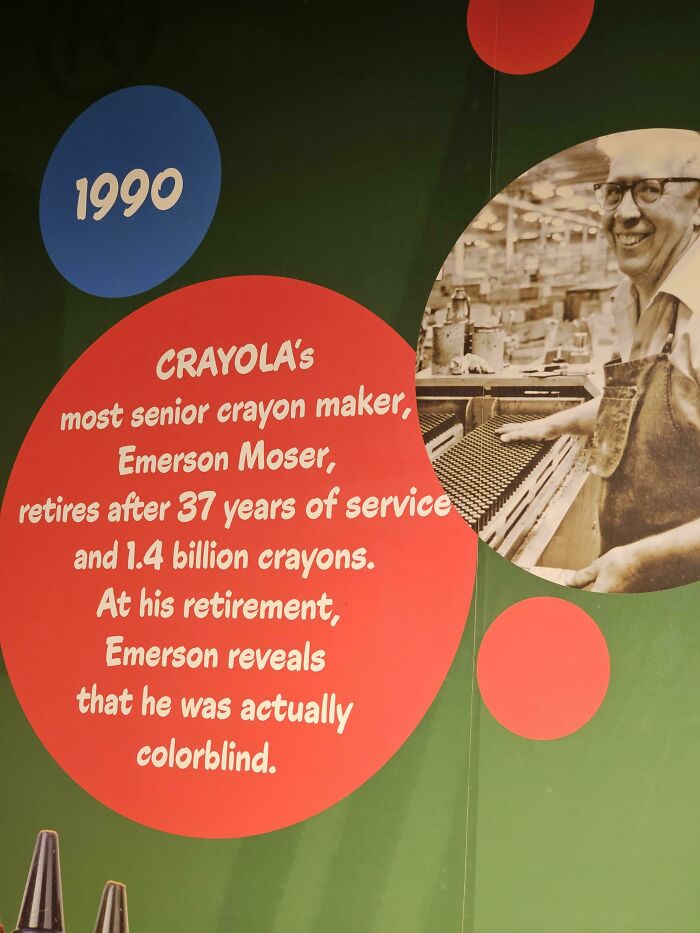 1990
CRAYOLA's
most senior crayon maker,
Emerson Moser,
retires after 37 years of service
and 1.4 billion crayons.
At his retirement,
Emerson reveals
that he was actually
colorblind.